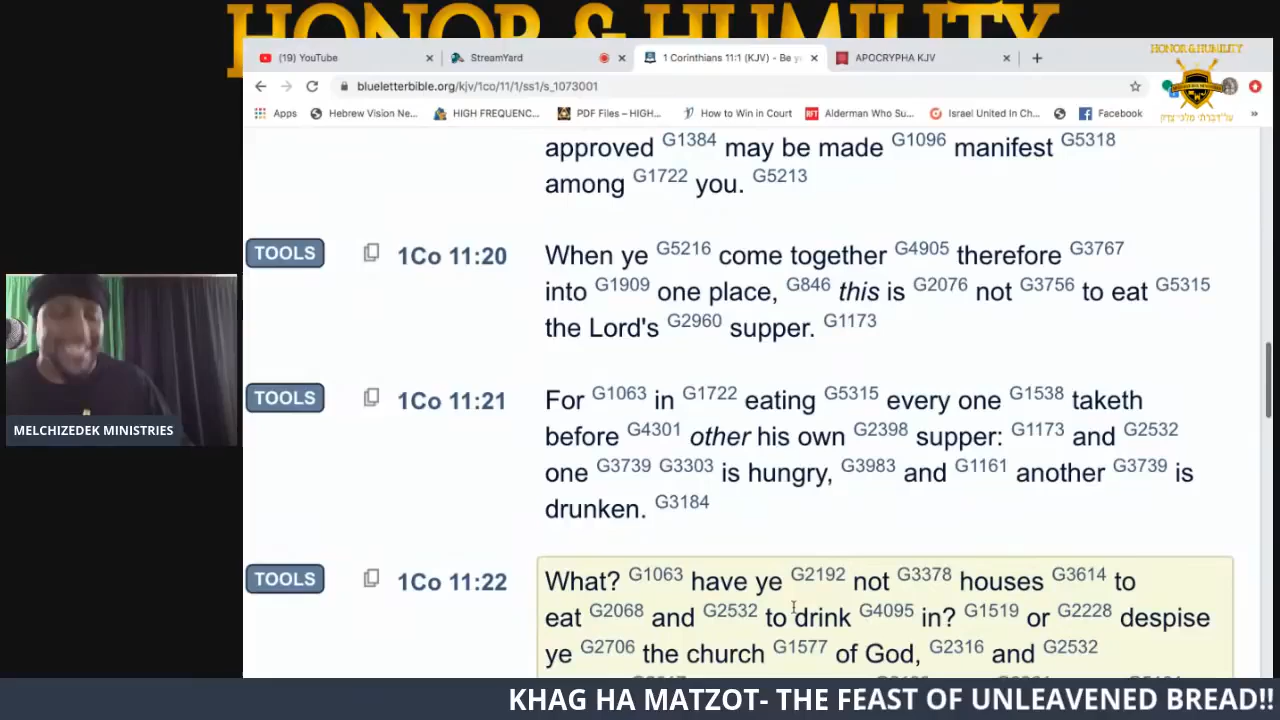 HONOR & HUMILITY
(19) YouTube
StreamYard
1 Corinthians 11:1 (KJV) - Be y
APOCRYPHA KJV
HONOR & HUMILITY
blueletterbible.org/kjv/1co/11/1/ss1/s_1073001
Apps
Hebrew Vision Ne...
HIGH FREQUENC...
PDF Files – HIGH...
How to Win in Court
Alderman Who Su...
Israel United In Ch...
Facebook
approved G1384 may be made G1096 manifest G5318
among G1722 you. G5213
TOOLS 1Co 11:20 When ye G5216 come together G4905 therefore G3767
into G1909 one place, G846 this is G2076 not G3756 to eat G5315
the Lord's G2960 supper. G1173
TOOLS 1Co 11:21 For G1063 in G1722 eating G5315 every one G1538 taketh
before G4301 other his own G2398 supper: G1173 and G2532
one G3739 G3303 is hungry, G3983 and G1161 another G3739 is
drunken. G3184
TOOLS 1Co 11:22 What? G1063 have ye G2192 not G3378 houses G3614 to
eat G2068 and G2532 to drink G4095 in? G1519 or G2228 despise
ye G2706 the church G1577 of God, G2316 and G2532
MELCHIZEDEK MINISTRIES
KHAG HA MATZOT- THE FEAST OF UNLEAVENED BREAD!!